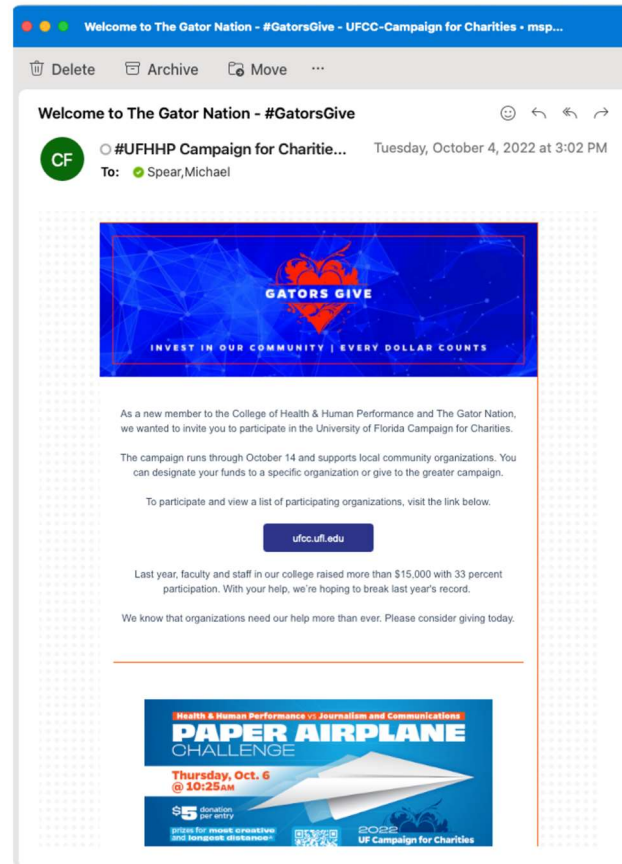 Welcome to The Gator Nation - #GatorsGive - UFCC-Campaign for Charities • msp...
Delete Archive Move ...
Welcome to The Gator Nation - #GatorsGive
CF
#UFHHP Campaign for Charitie... Tuesday, October 4, 2022 at 3:02 PM
To: Spear,Michael
GATORS GIVE
INVEST IN OUR COMMUNITY | EVERY DOLLAR COUNTS
As a new member to the College of Health & Human Performance and The Gator Nation,
we wanted to invite you to participate in the University of Florida Campaign for Charities.
The campaign runs through October 14 and supports local community organizations. You
can designate your funds to a specific organization or give to the greater campaign.
To participate and view a list of participating organizations, visit the link below.
ufcc.ufl.edu
Last year, faculty and staff in our college raised more than $15,000 with 33 percent
participation. With your help, we're hoping to break last year's record.
We know that organizations need our help more than ever. Please consider giving today.
Health & Human Performance vs Journalism and Communications
PAPER AIRPLANE
CHALLENGE
Thursday, Oct. 6
@ 10:25AM
$5 donation
per entry
prizes for most creative
and longest distance*
2022
UF Campaign for Charities